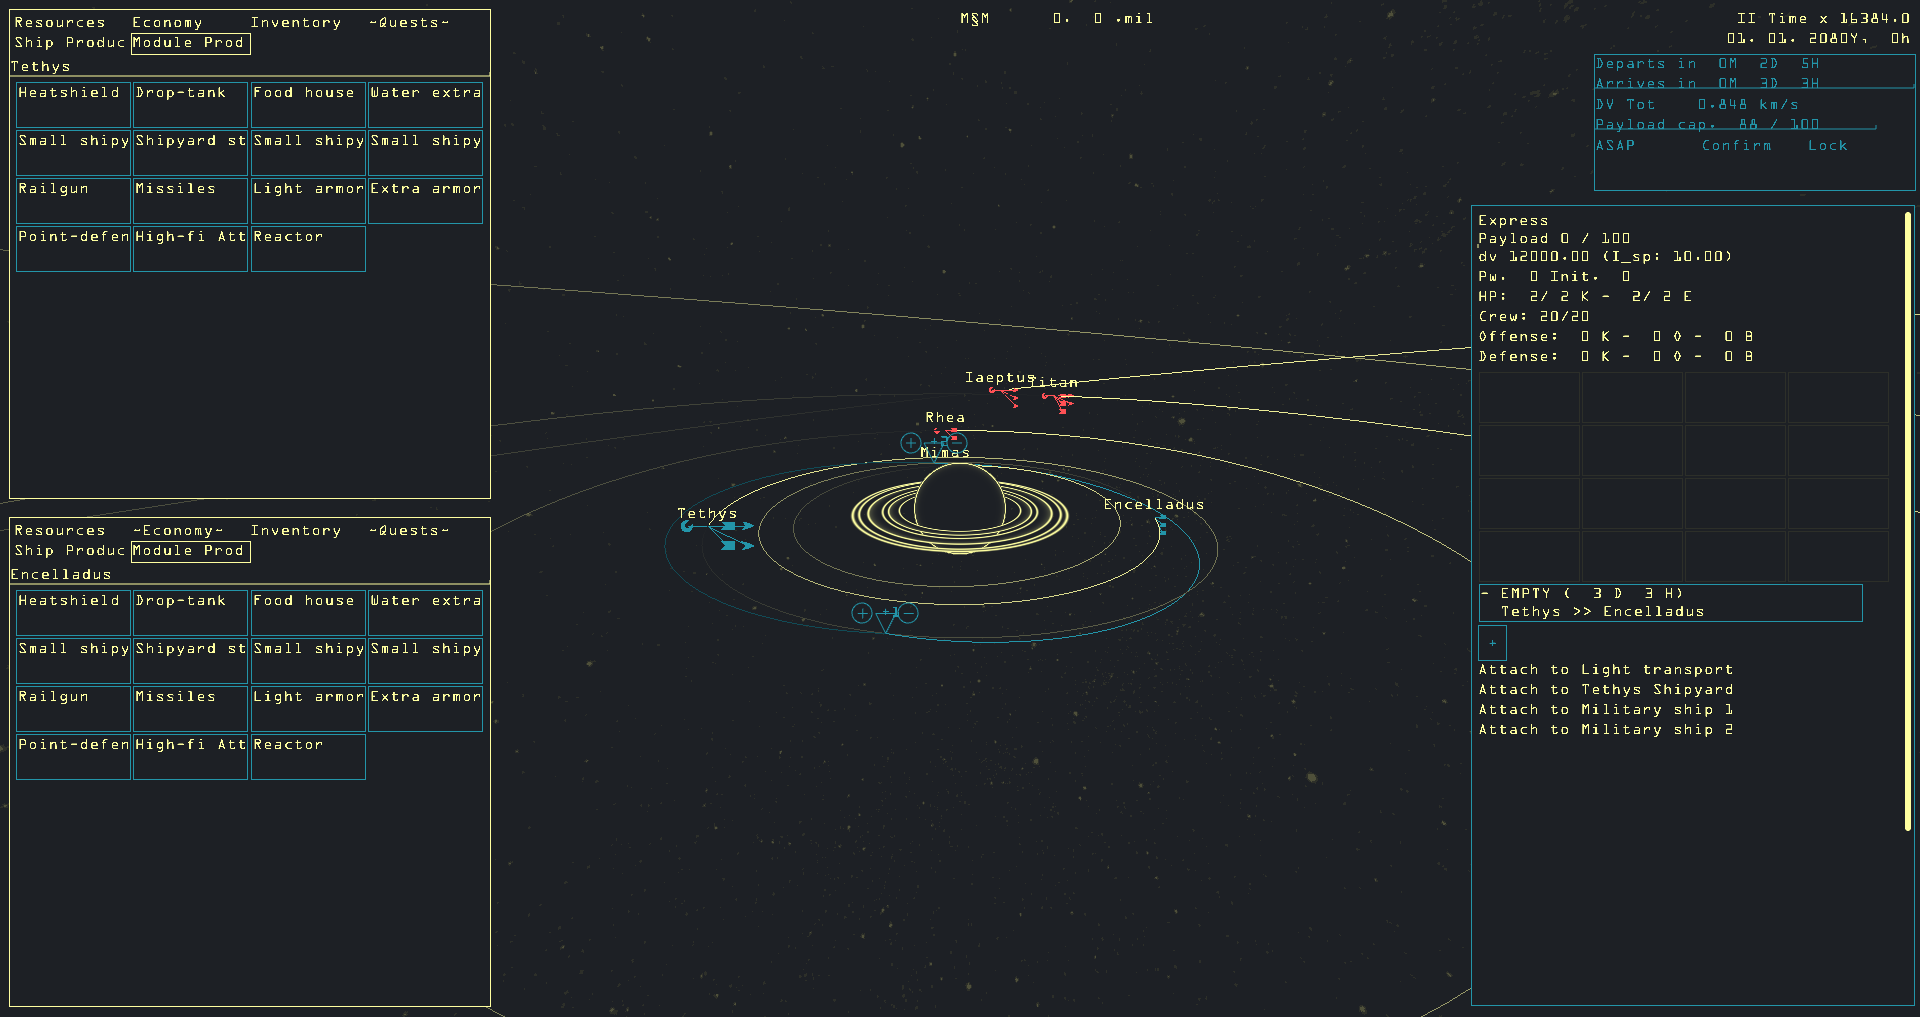 Resources Economy Inventory ~Quests~
Ship Produc Module Prod
Tethys
Heatshield Drop-tank Food house Water extra
Small shipy Shipyard st Small shipy Small shipy
Railgun Missiles Light armor Extra armor
Point-defen High-fi Att Reactor
Resources ~Economy~ Inventory ~Quests~
Ship Produc Module Prod
Encelladus
Heatshield Drop-tank Food house Water extra
Small shipy Shipyard st Small shipy Small shipy
Railgun Missiles Light armor Extra armor
Point-defen High-fi Att Reactor
M§M 0. 0 .mil
Iaeptus Titan
Rhea
Mimas
Tethys
Encelladus
+1
II Time x 16384.0
01. 01. 2080Y, 0h
Departs in 0M 2D 5H
Arrives in 0M 3D 3H
DV Tot 0.848 km/s
Payload cap. 88 / 100
ASAP Confirm Lock
Express
Payload 0 / 100
dv 12000.00 (I_sp: 10.00)
Pw. 0 Init. 0
HP: 2/ 2 K - 2/ 2 E
Crew: 20/20
Offense: 0 K - 0 O - 0 B
Defense: 0 K - 0 O - 0 B
- EMPTY ( 3 D 3 H)
Tethys >> Encelladus
+
Attach to Light transport
Attach to Tethys Shipyard
Attach to Military ship 1
Attach to Military ship 2